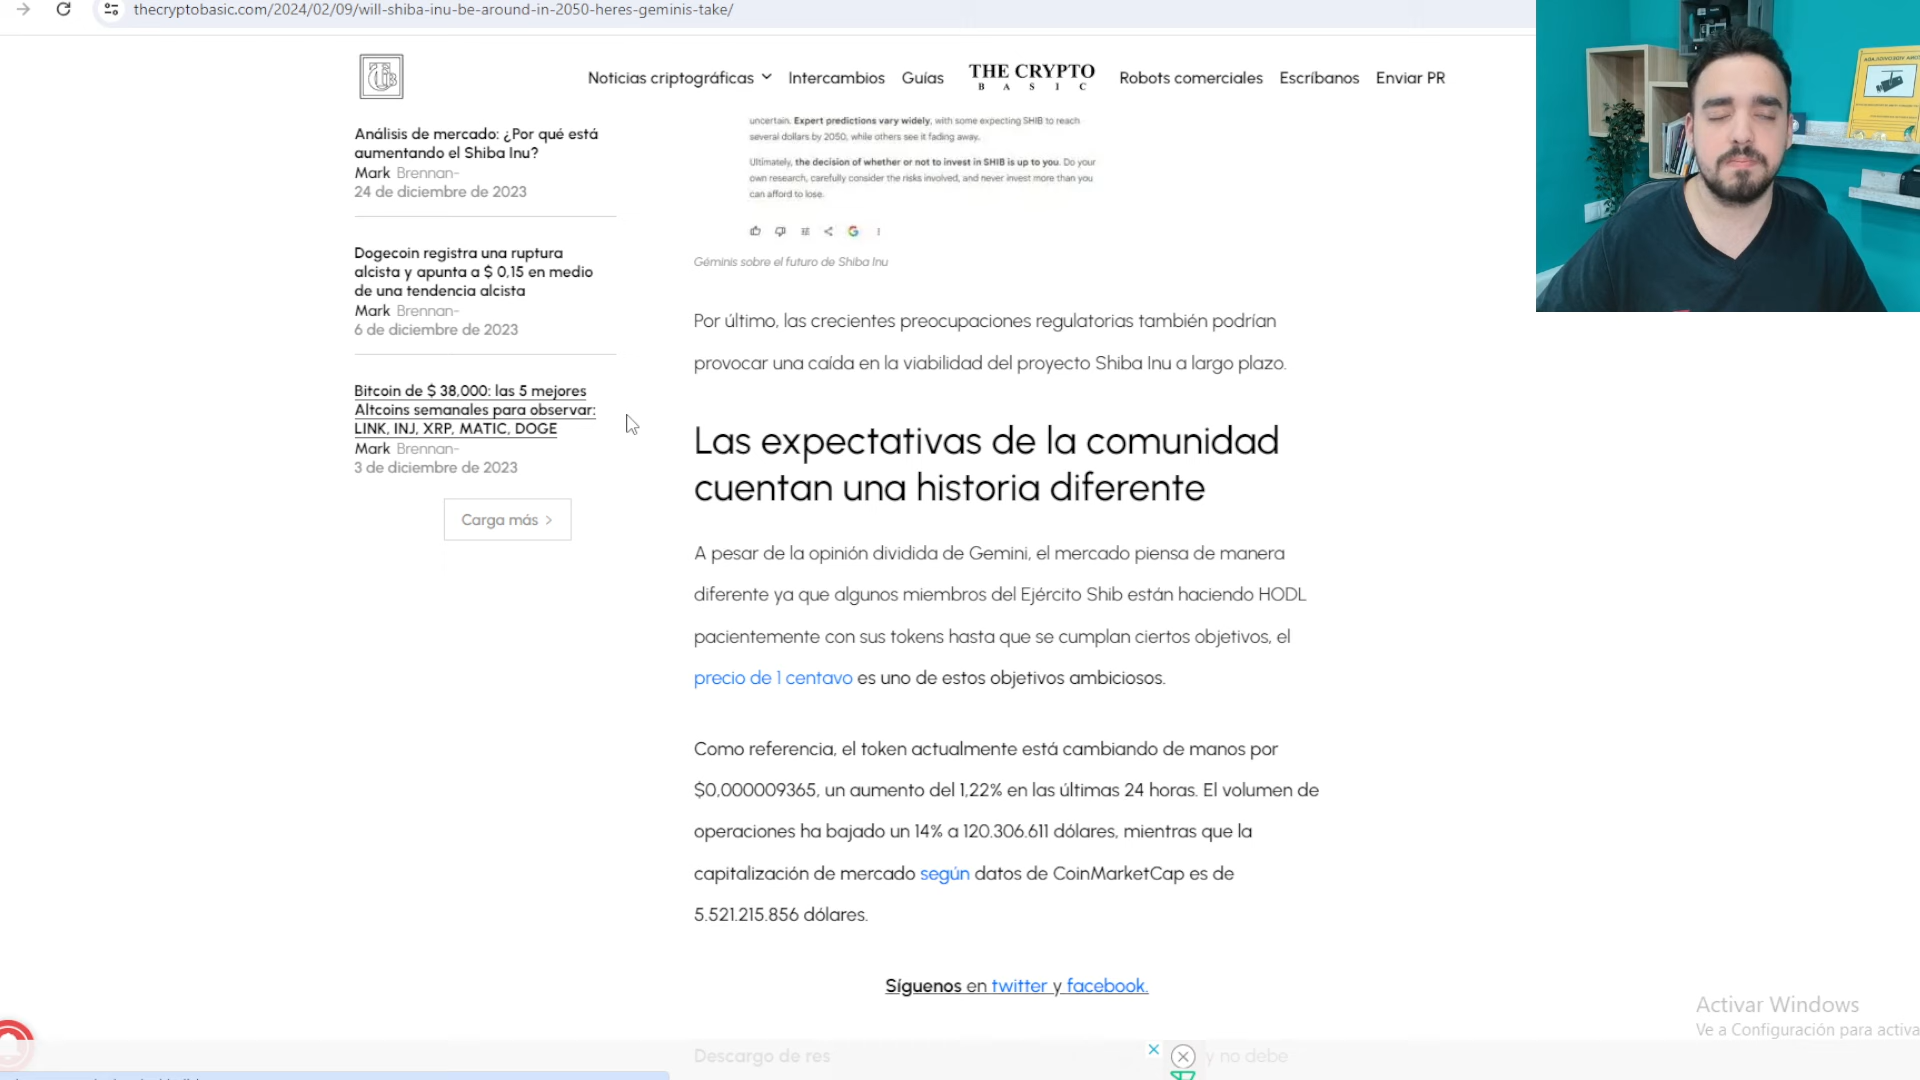 thecryptobasic.com/2024/02/09/will-shiba-inu-be-around-in-2050-heres-geminis-take/
Noticias criptográficas
Intercambios
Guías
THE CRYPTO
BASIC
Robots comerciales
Escríbanos
Enviar PR
Análisis de mercado: ¿Por qué está
aumentando el Shiba Inu?
Mark Brennan-
24 de diciembre de 2023
Dogecoin registra una ruptura
alcista y apunta a $ 0,15 en medio
de una tendencia alcista
Mark Brennan-
6 de diciembre de 2023
Bitcoin de $ 38,000: las 5 mejores
Altcoins semanales para observar:
LINK, INJ, XRP, MATIC, DOGE
Mark Brennan-
3 de diciembre de 2023
Carga más >
uncertain. Expert predictions vary widely, with some expecting SHIB to reach
several dollars by 2050, while others see it fading away.
Ultimately, the decision of whether or not to invest in SHIB is up to you. Do your
own research, carefully consider the risks involved, and never invest more than you
can afford to lose.
Géminis sobre el futuro de Shiba Inu
Por último, las crecientes preocupaciones regulatorias también podrían
provocar una caída en la viabilidad del proyecto Shiba Inu a largo plazo.
Las expectativas de la comunidad
cuentan una historia diferente
A pesar de la opinión dividida de Gemini, el mercado piensa de manera
diferente ya que algunos miembros del Ejército Shib están haciendo HODL
pacientemente con sus tokens hasta que se cumplan ciertos objetivos, el
precio de 1 centavo es uno de estos objetivos ambiciosos.
Como referencia, el token actualmente está cambiando de manos por
$0,000009365, un aumento del 1,22% en las últimas 24 horas. El volumen de
operaciones ha bajado un 14% a 120.306.611 dólares, mientras que la
capitalización de mercado según datos de CoinMarketCap es de
5.521.215.856 dólares.
Síguenos en twitter y facebook.
Descargo de res
y no debe
Activar Windows
Ve a Configuración para activa